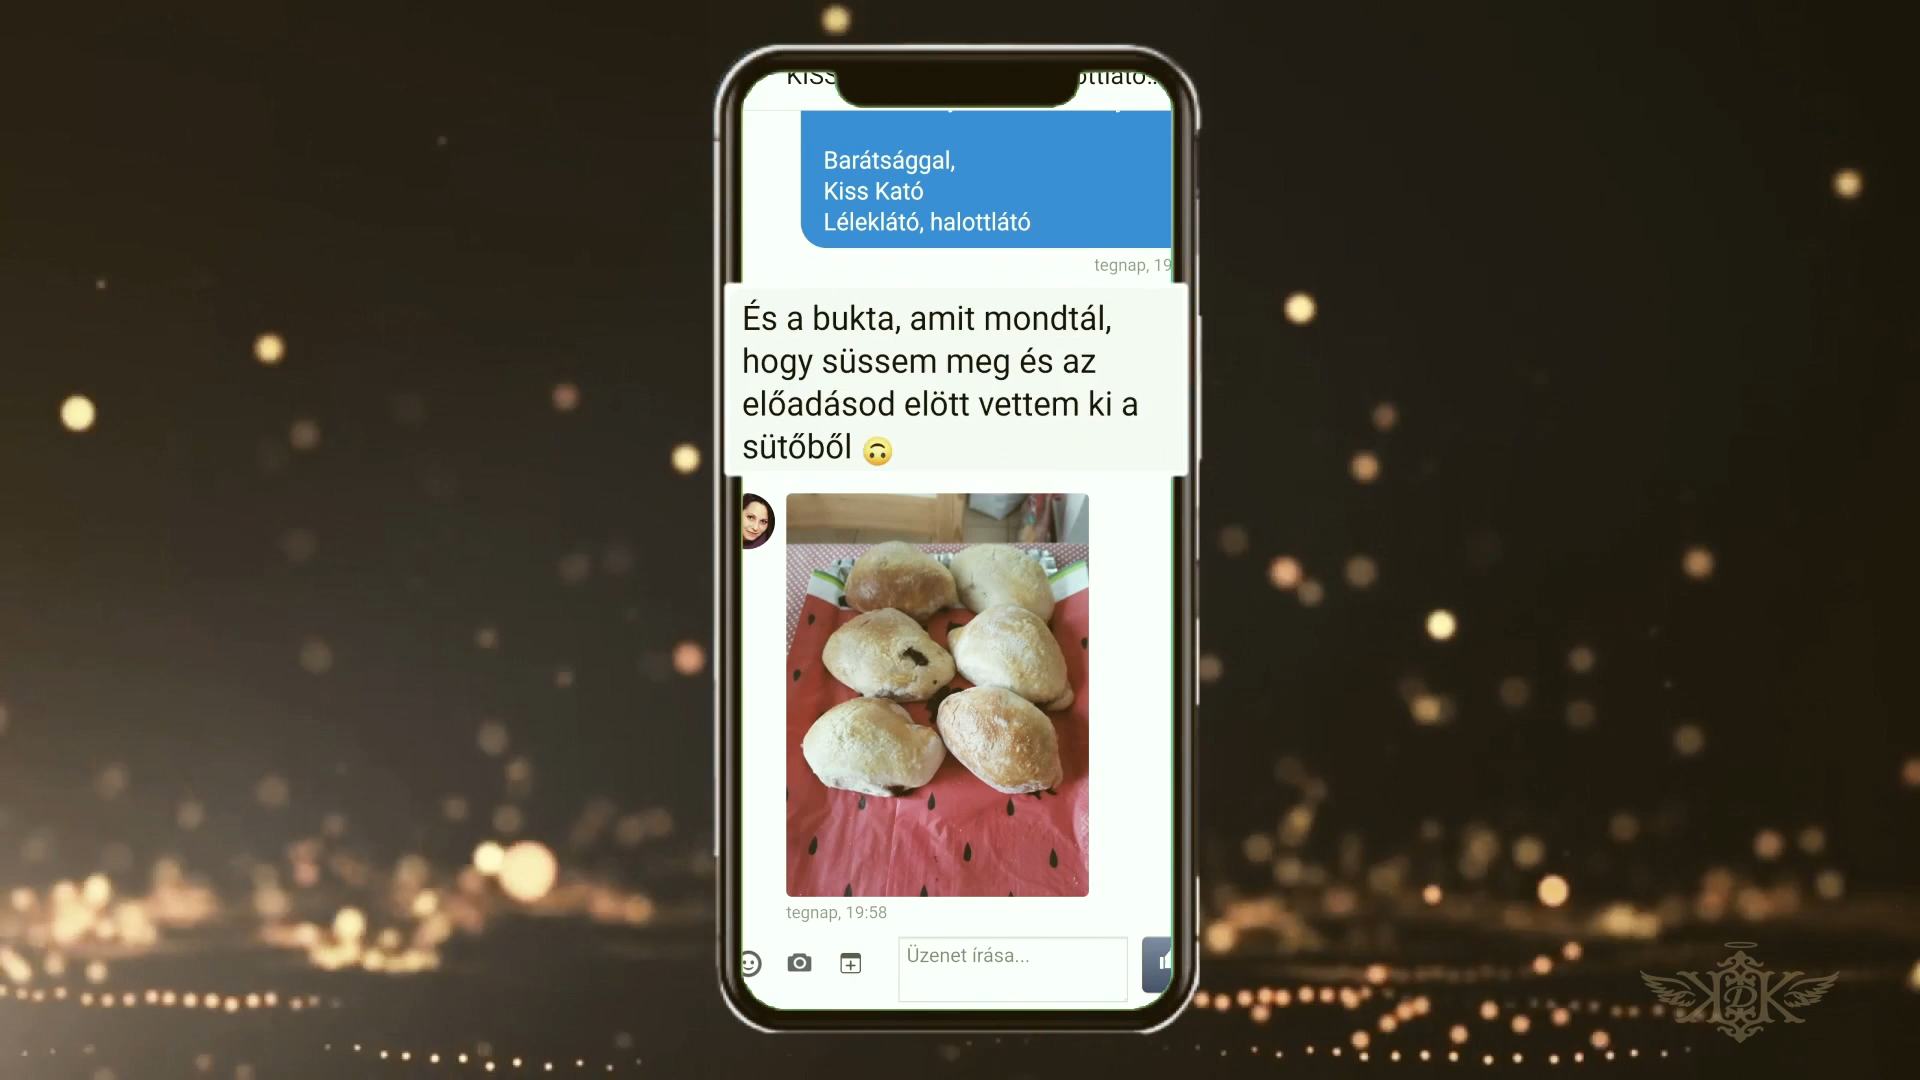 Barátsággal,
Kiss Kató
Léleklátó, halottlátó
tegnap, 19
És a bukta, amit mondtál,
hogy süssem meg és az
előadásod elött vettem ki a
sütőből 🙃
tegnap, 19:58
Üzenet írása...